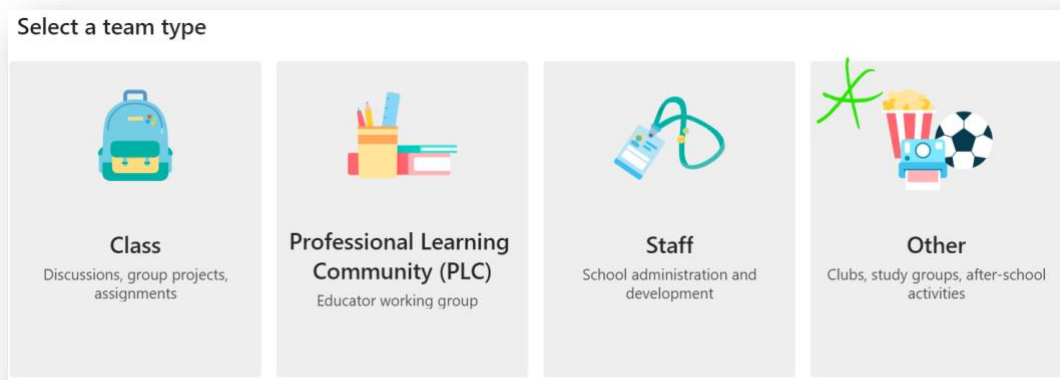 Select a team type
Class
Discussions, group projects,
assignments
Professional Learning
Community (PLC)
Educator working group
Staff
School administration and
development
Other
Clubs, study groups, after-school
activities